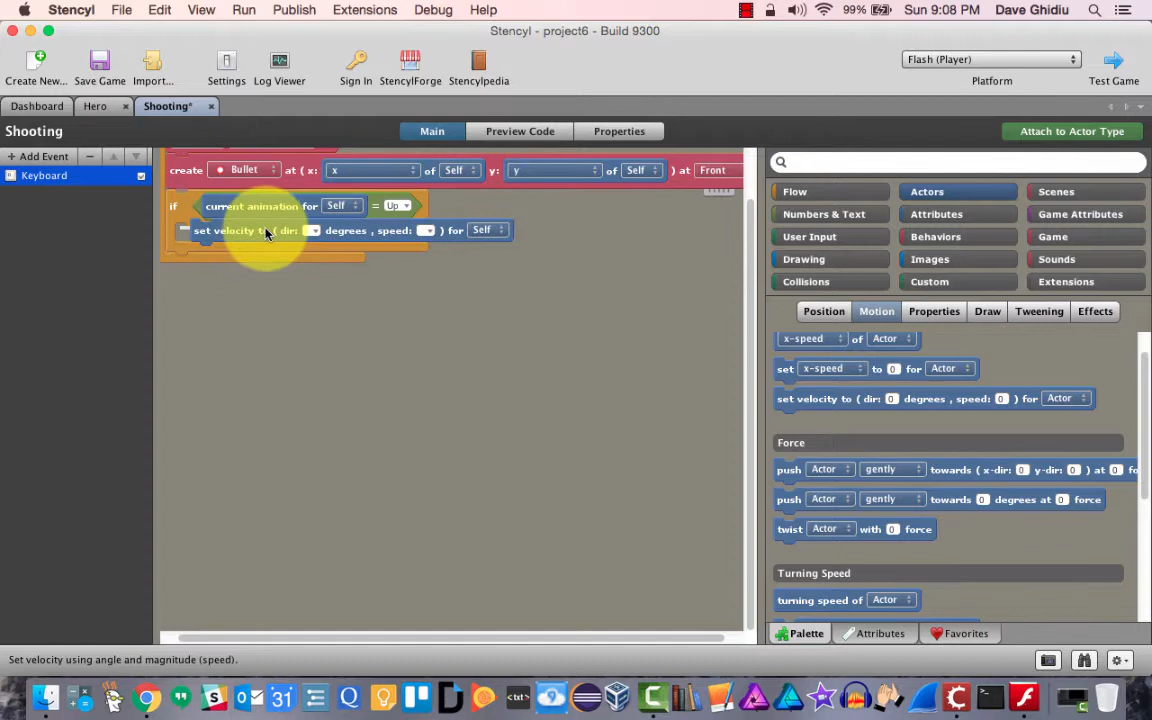 Stencyl File Edit View Run Publish Extensions Debug Help 99% Sun 9:08 PM Dave Ghidiu
Stencyl - project6 - Build 9300
Flash (Player)
Create New... Save Game Import... Settings Log Viewer Sign In StencylForge Stencylpedia Platform Test Game
Dashboard Hero Shooting*
Shooting Main Preview Code Properties Attach to Actor Type
Add Event
Keyboard
create Bullet at ( x: x of Self y: y of Self ) at Front
if current animation for Self = Up
set velocity to ( dir: degrees , speed: ) for Self
Flow Actors Scenes
Numbers & Text Attributes Game Attributes
User Input Behaviors Game
Drawing Images Sounds
Collisions Custom Extensions
Position Motion Properties Draw Tweening Effects
x-speed of Actor
set x-speed to 0 for Actor
set velocity to ( dir: 0 degrees , speed: 0 ) for Actor
Force
push Actor gently towards ( x-dir: 0 y-dir: 0 ) at 0 fo
push Actor gently towards 0 degrees at 0 force
twist Actor with 0 force
Turning Speed
turning speed of Actor
Palette Attributes Favorites
Set velocity using angle and magnitude (speed).
<txt>